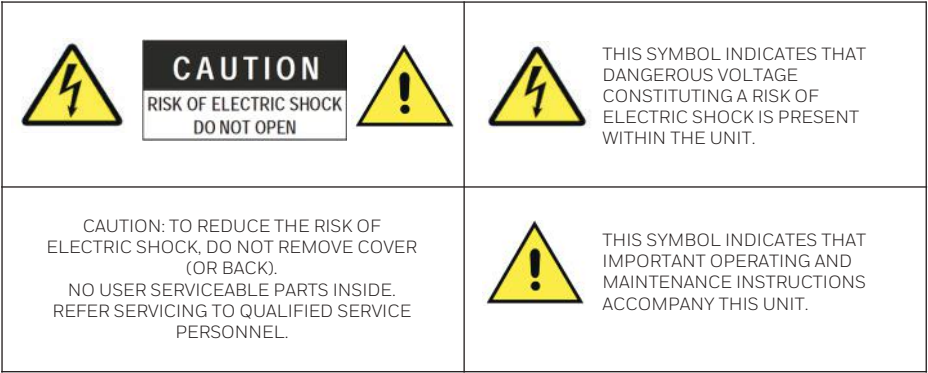 CAUTION
RISK OF ELECTRIC SHOCK
DO NOT OPEN
THIS SYMBOL INDICATES THAT
DANGEROUS VOLTAGE
CONSTITUTING A RISK OF
ELECTRIC SHOCK IS PRESENT
WITHIN THE UNIT.
CAUTION: TO REDUCE THE RISK OF
ELECTRIC SHOCK, DO NOT REMOVE COVER
(OR BACK).
NO USER SERVICEABLE PARTS INSIDE.
REFER SERVICING TO QUALIFIED SERVICE
PERSONNEL.
THIS SYMBOL INDICATES THAT
IMPORTANT OPERATING AND
MAINTENANCE INSTRUCTIONS
ACCOMPANY THIS UNIT.